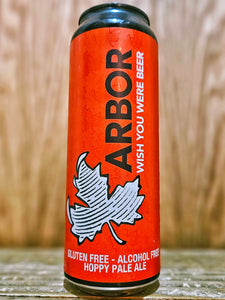 ARBOR
WISH YOU WERE BEER
GLUTEN FREE - ALCOHOL FREE
HOPPY PALE ALE